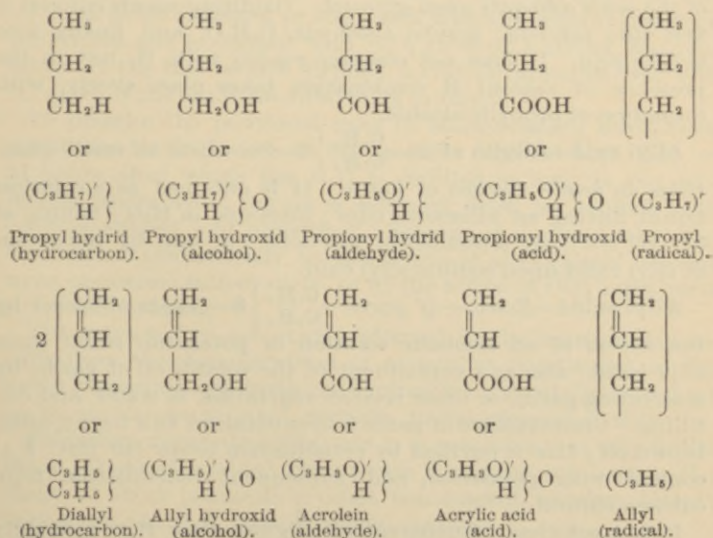 CH₃ CH₃ CH₃ CH₃ CH₃
CH₂ CH₂ CH₂ CH₂ CH₂
CH₂H CH₂OH COH COOH CH₂
or or or or
(C₃H₇)′ } (C₃H₇)′ } O (C₃H₅O)′ } (C₃H₅O)′ } O (C₃H₇)′
H H H H
Propyl hydrid Propyl hydroxid Propionyl hydrid Propionyl hydroxid Propyl
(hydrocarbon). (alcohol). (aldehyde). (acid). (radical).
CH₂ CH₂ CH₂ CH₂ CH₂
2 CH CH CH CH CH
CH₂ CH₂OH COH COOH CH₂
or or or or
C₃H₅ } (C₃H₅)′ } O (C₃H₃O)′ } (C₃H₃O)′ } O (C₃H₅)
C₃H₅ H H H
Diallyl Allyl hydroxid Acrolein Acrylic acid Allyl
(hydrocarbon). (alcohol). (aldehyde). (acid). (radical).